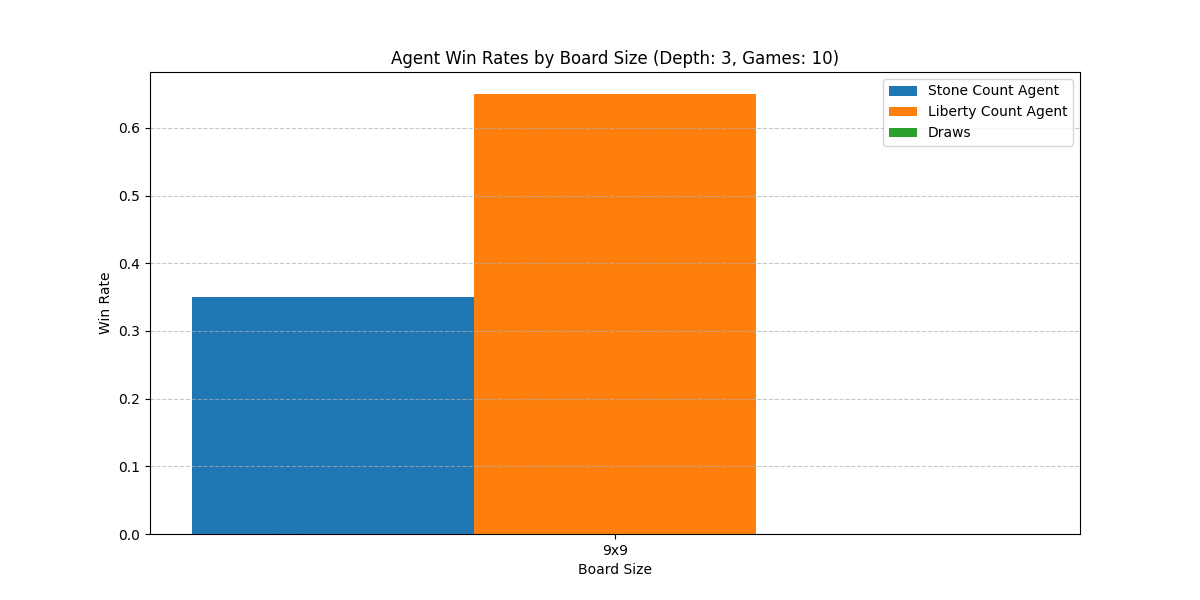 Agent Win Rates by Board Size (Depth: 3, Games: 10)
Stone Count Agent
Liberty Count Agent
Draws
0.6
0.5
0.4
0.3
0.2
0.1
0.0
Win Rate
9x9
Board Size